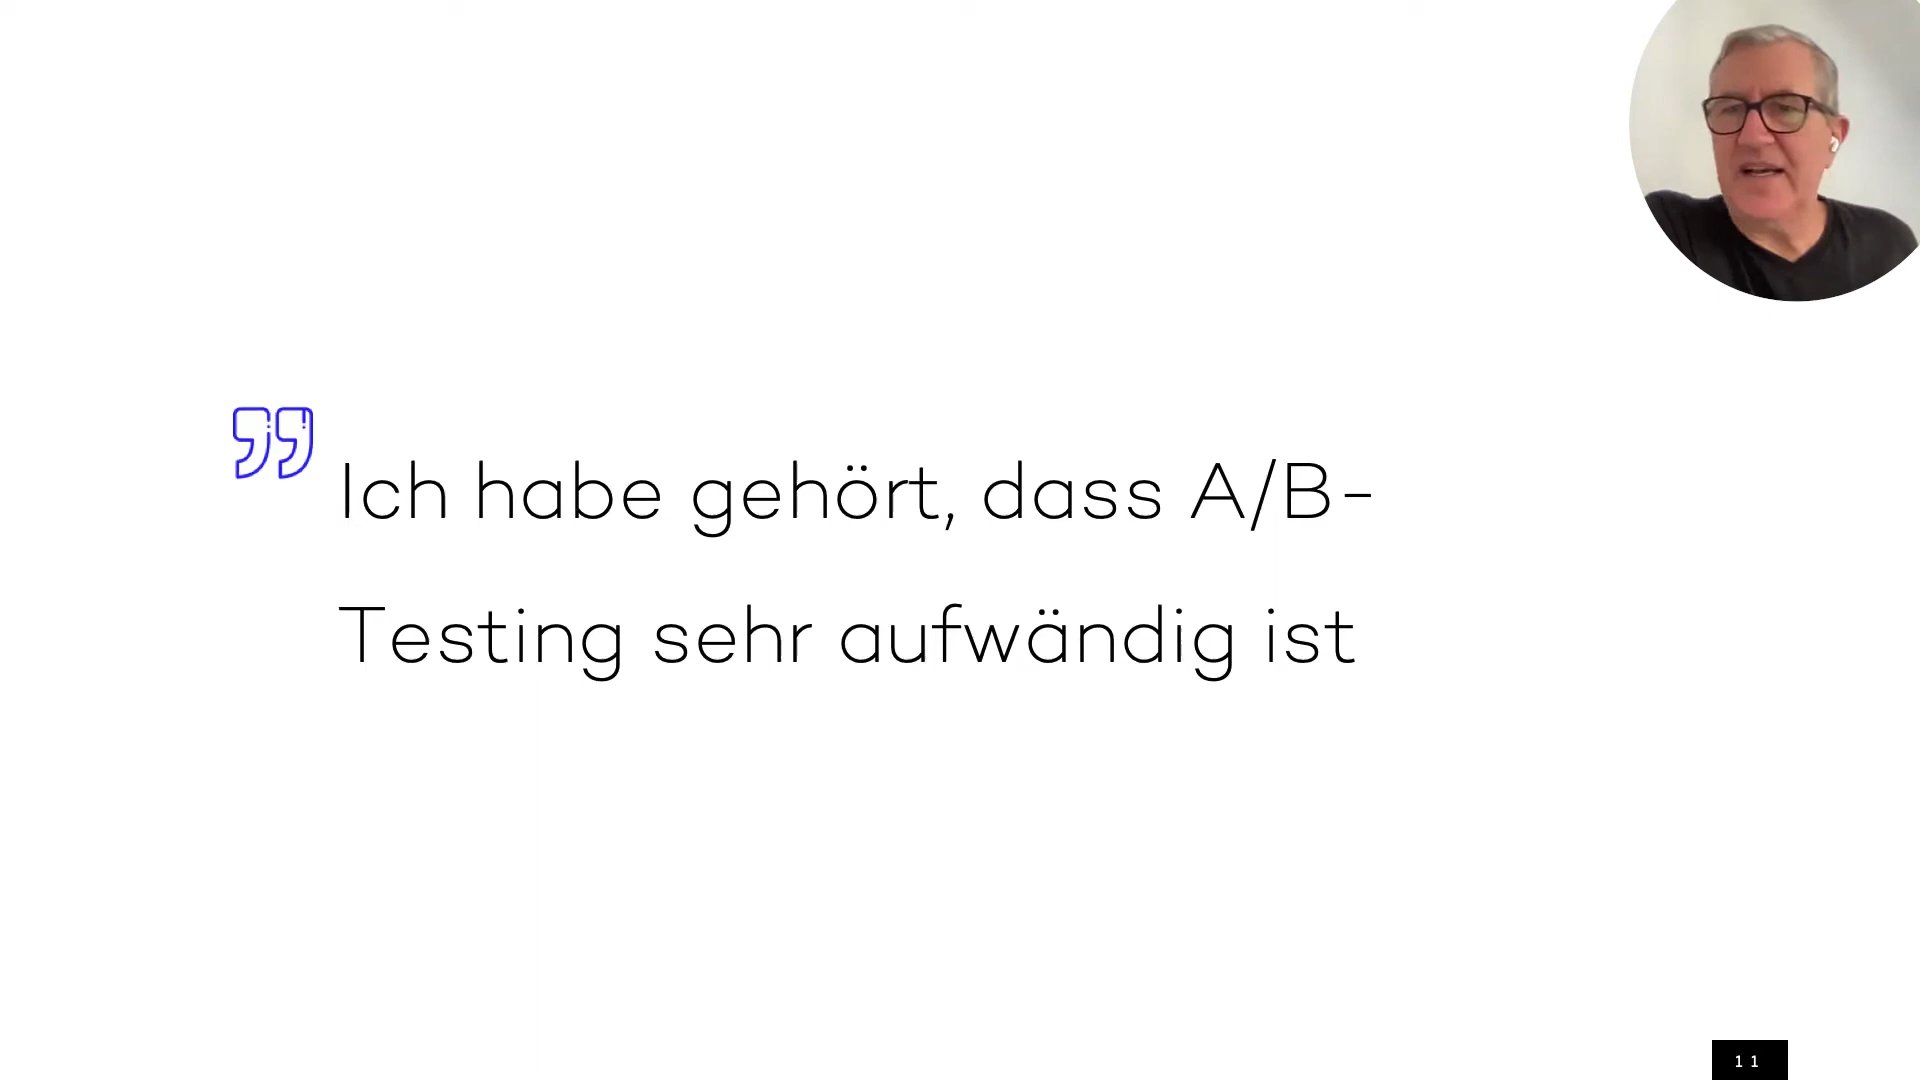 Ich habe gehört, dass A/B-
Testing sehr aufwändig ist
11